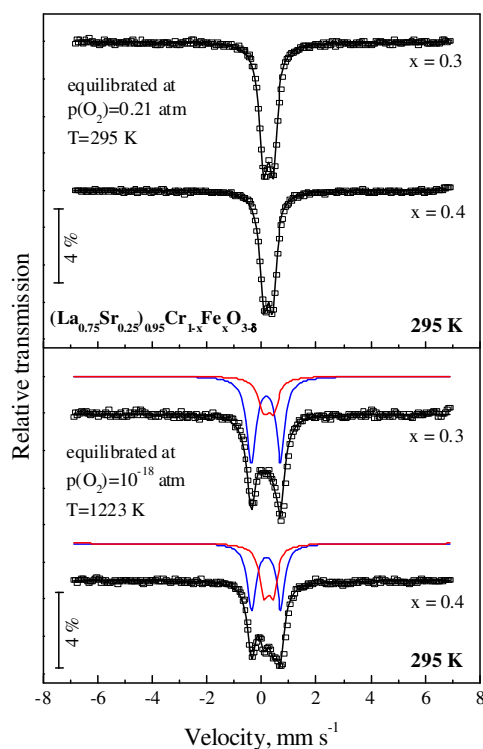 x = 0.3
equilibrated at
p(O₂)=0.21 atm
T=295 K
x = 0.4
4 %
(La₀.₇₅Sr₀.₂₅)₀.₉₅Cr₁₋ₓFeₓO₃₋δ
295 K
Relative transmission
x = 0.3
equilibrated at
p(O₂)=10⁻¹⁸ atm
T=1223 K
x = 0.4
4 %
295 K
-8 -6 -4 -2 0 2 4 6 8
Velocity, mm s⁻¹